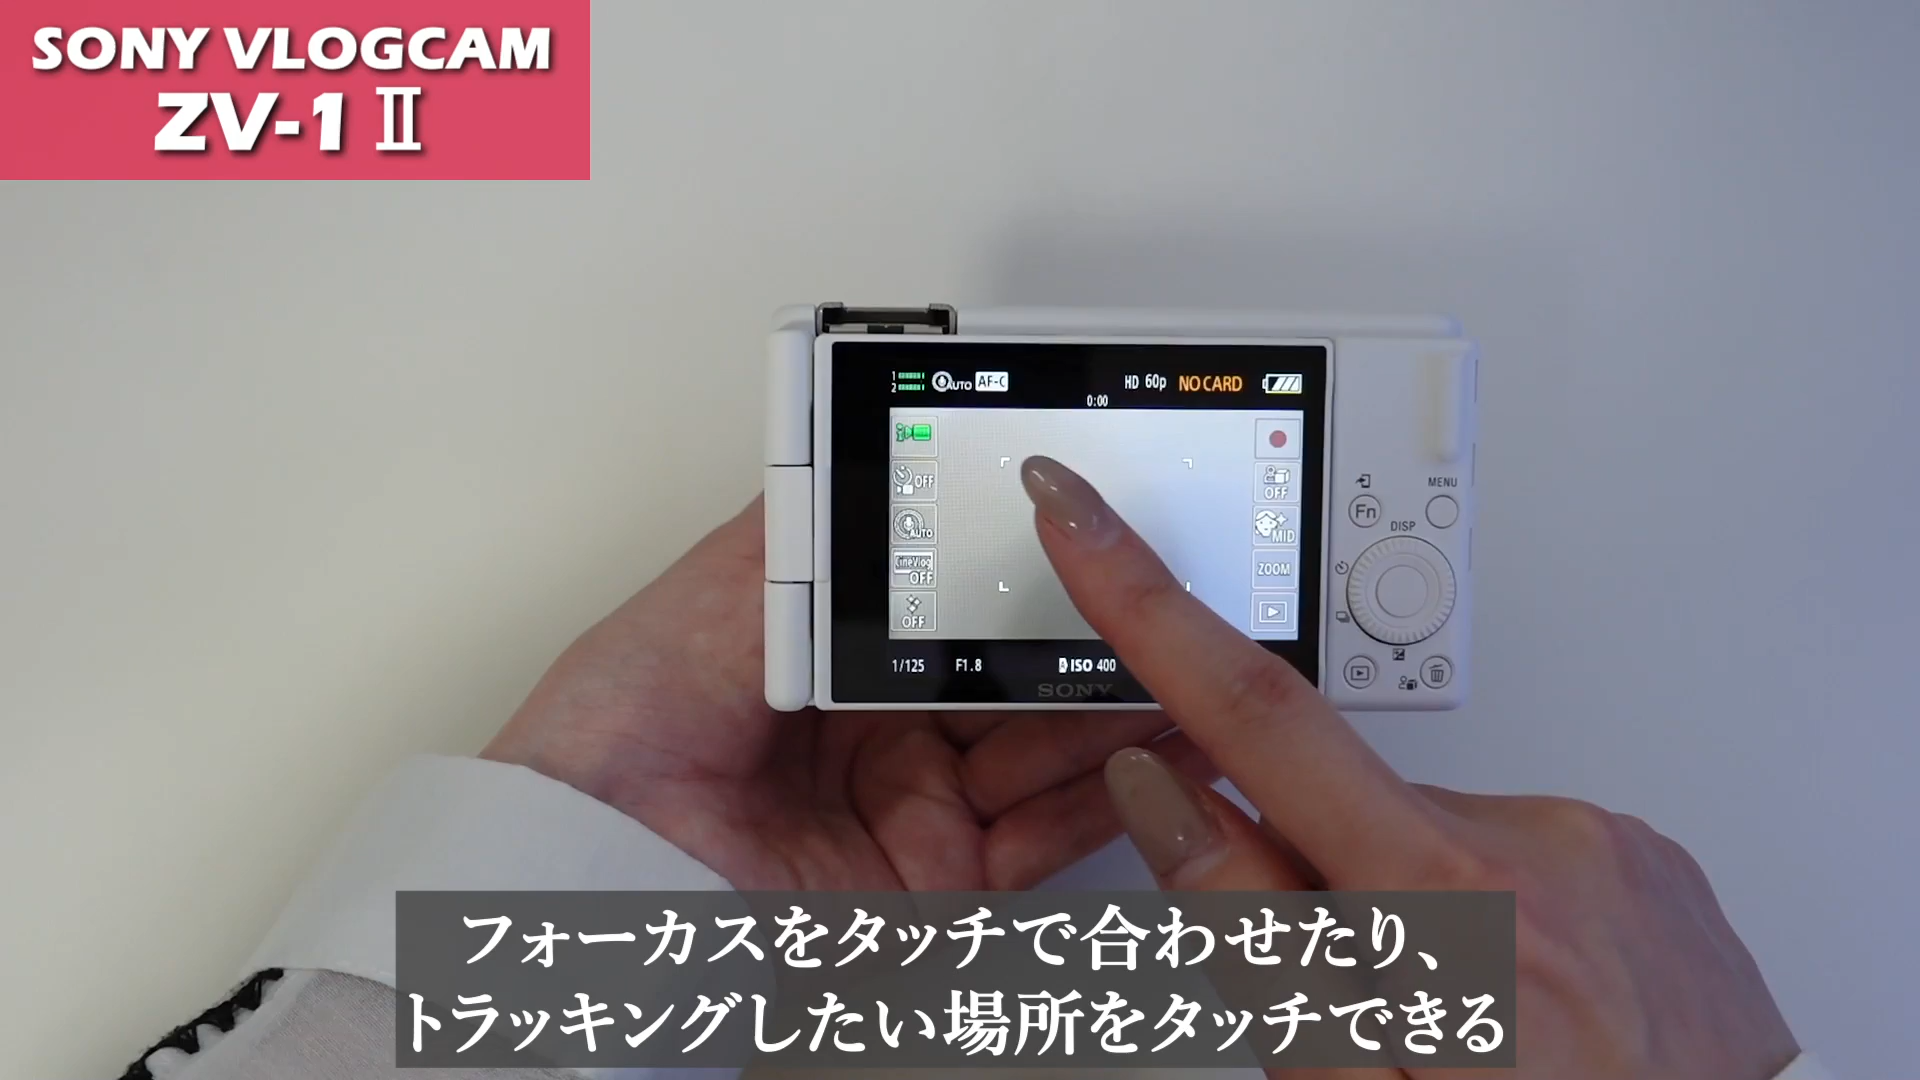 SONY VLOGCAM
ZV-1Ⅱ
1
2
AUTO
AF-C
HD 60p
NO CARD
0:00
OFF
AUTO
CineVlog
OFF
OFF
OFF
MID
ZOOM
1/125
F1.8
ISO 400
SONY
MENU
Fn
DISP
フォーカスをタッチで合わせたり、
トラッキングしたい場所をタッチできる